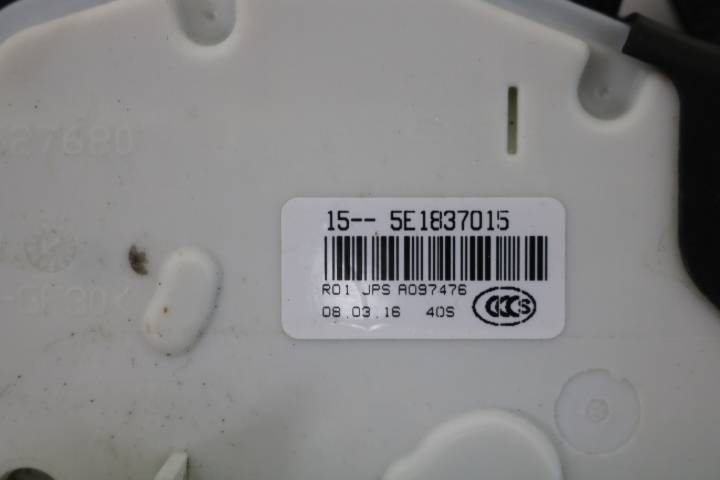 15-- 5E1837015
R01 JPS A097476
08.03.16 40S
CCC S